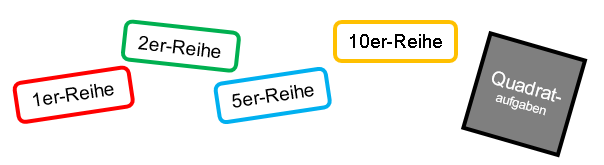 1er-Reihe
2er-Reihe
5er-Reihe
10er-Reihe
Quadrat-
aufgaben